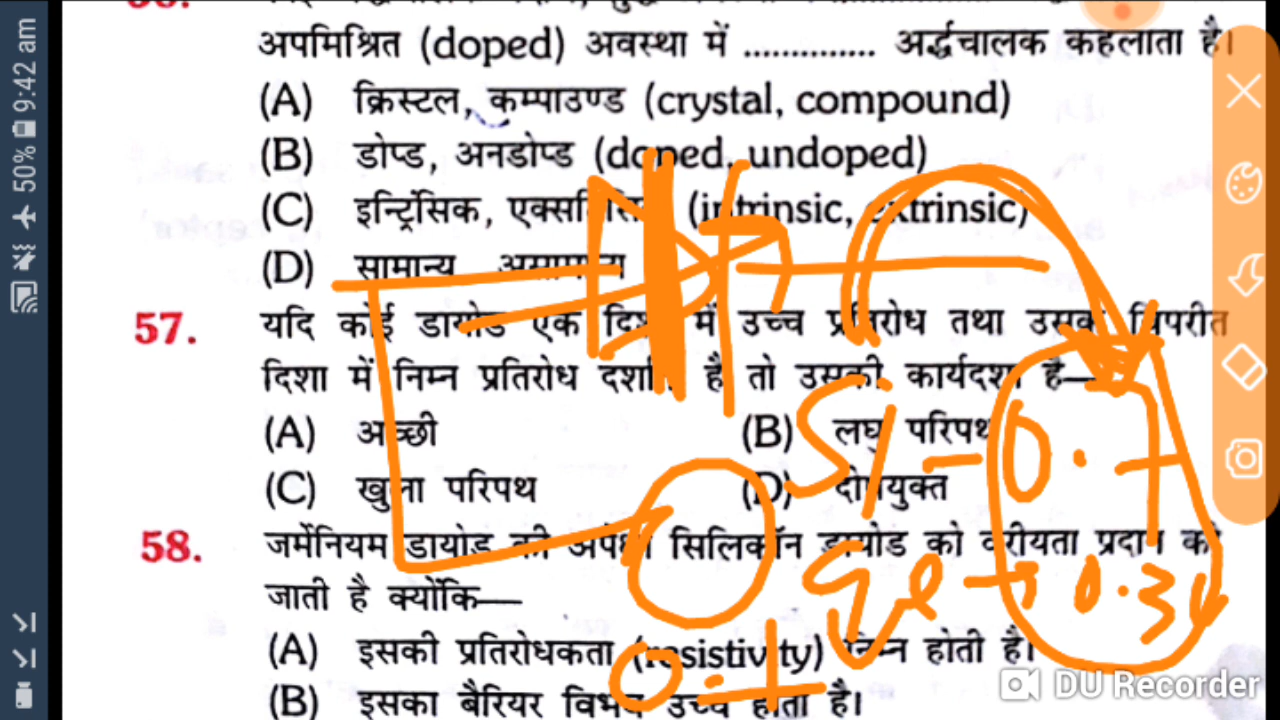 9:42 am
50%
अपमिश्रित (doped) अवस्था में .............. अर्द्धचालक कहलाता है।
(A) क्रिस्टल, कम्पाउण्ड (crystal, compound)
(B) डोप्ड, अनडोप्ड (doped, undoped)
(C) इन्ट्रिंसिक, (intrinsic, extrinsic)
(D) सामान्य, असामान्य
57. यदि कोई डायोड एक दिशा में उच्च प्रतिरोध तथा उसके विपरीत
दिशा में निम्न प्रतिरोध दर्शाता है तो उसकी कार्यदशा है—
(A) अच्छी (B) लघु परिपथ
(C) खुला परिपथ (D) दोषयुक्त
Si - 0.7
58. जर्मेनियम डायोड की अपेक्षा सिलिकॉन डायोड को वरीयता प्रदान की
जाती है क्योंकि—
Ge 0.3
(A) इसकी प्रतिरोधकता (resistivity) निम्न होती है।
(B) इसका बैरियर विभव उच्च होता है।
DU Recorder